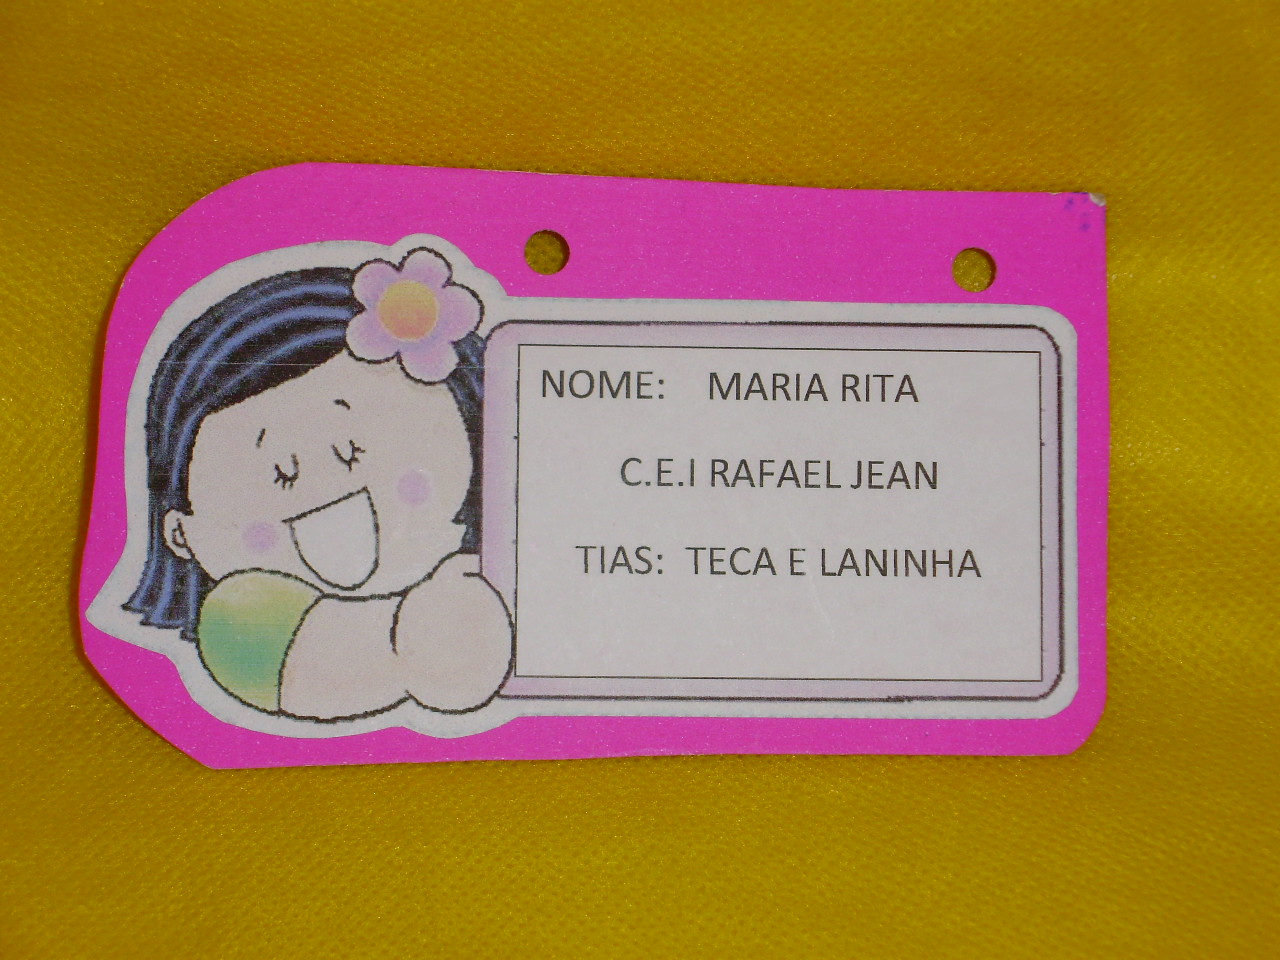 NOME: MARIA RITA
C.E.I RAFAEL JEAN
TIAS: TECA E LANINHA